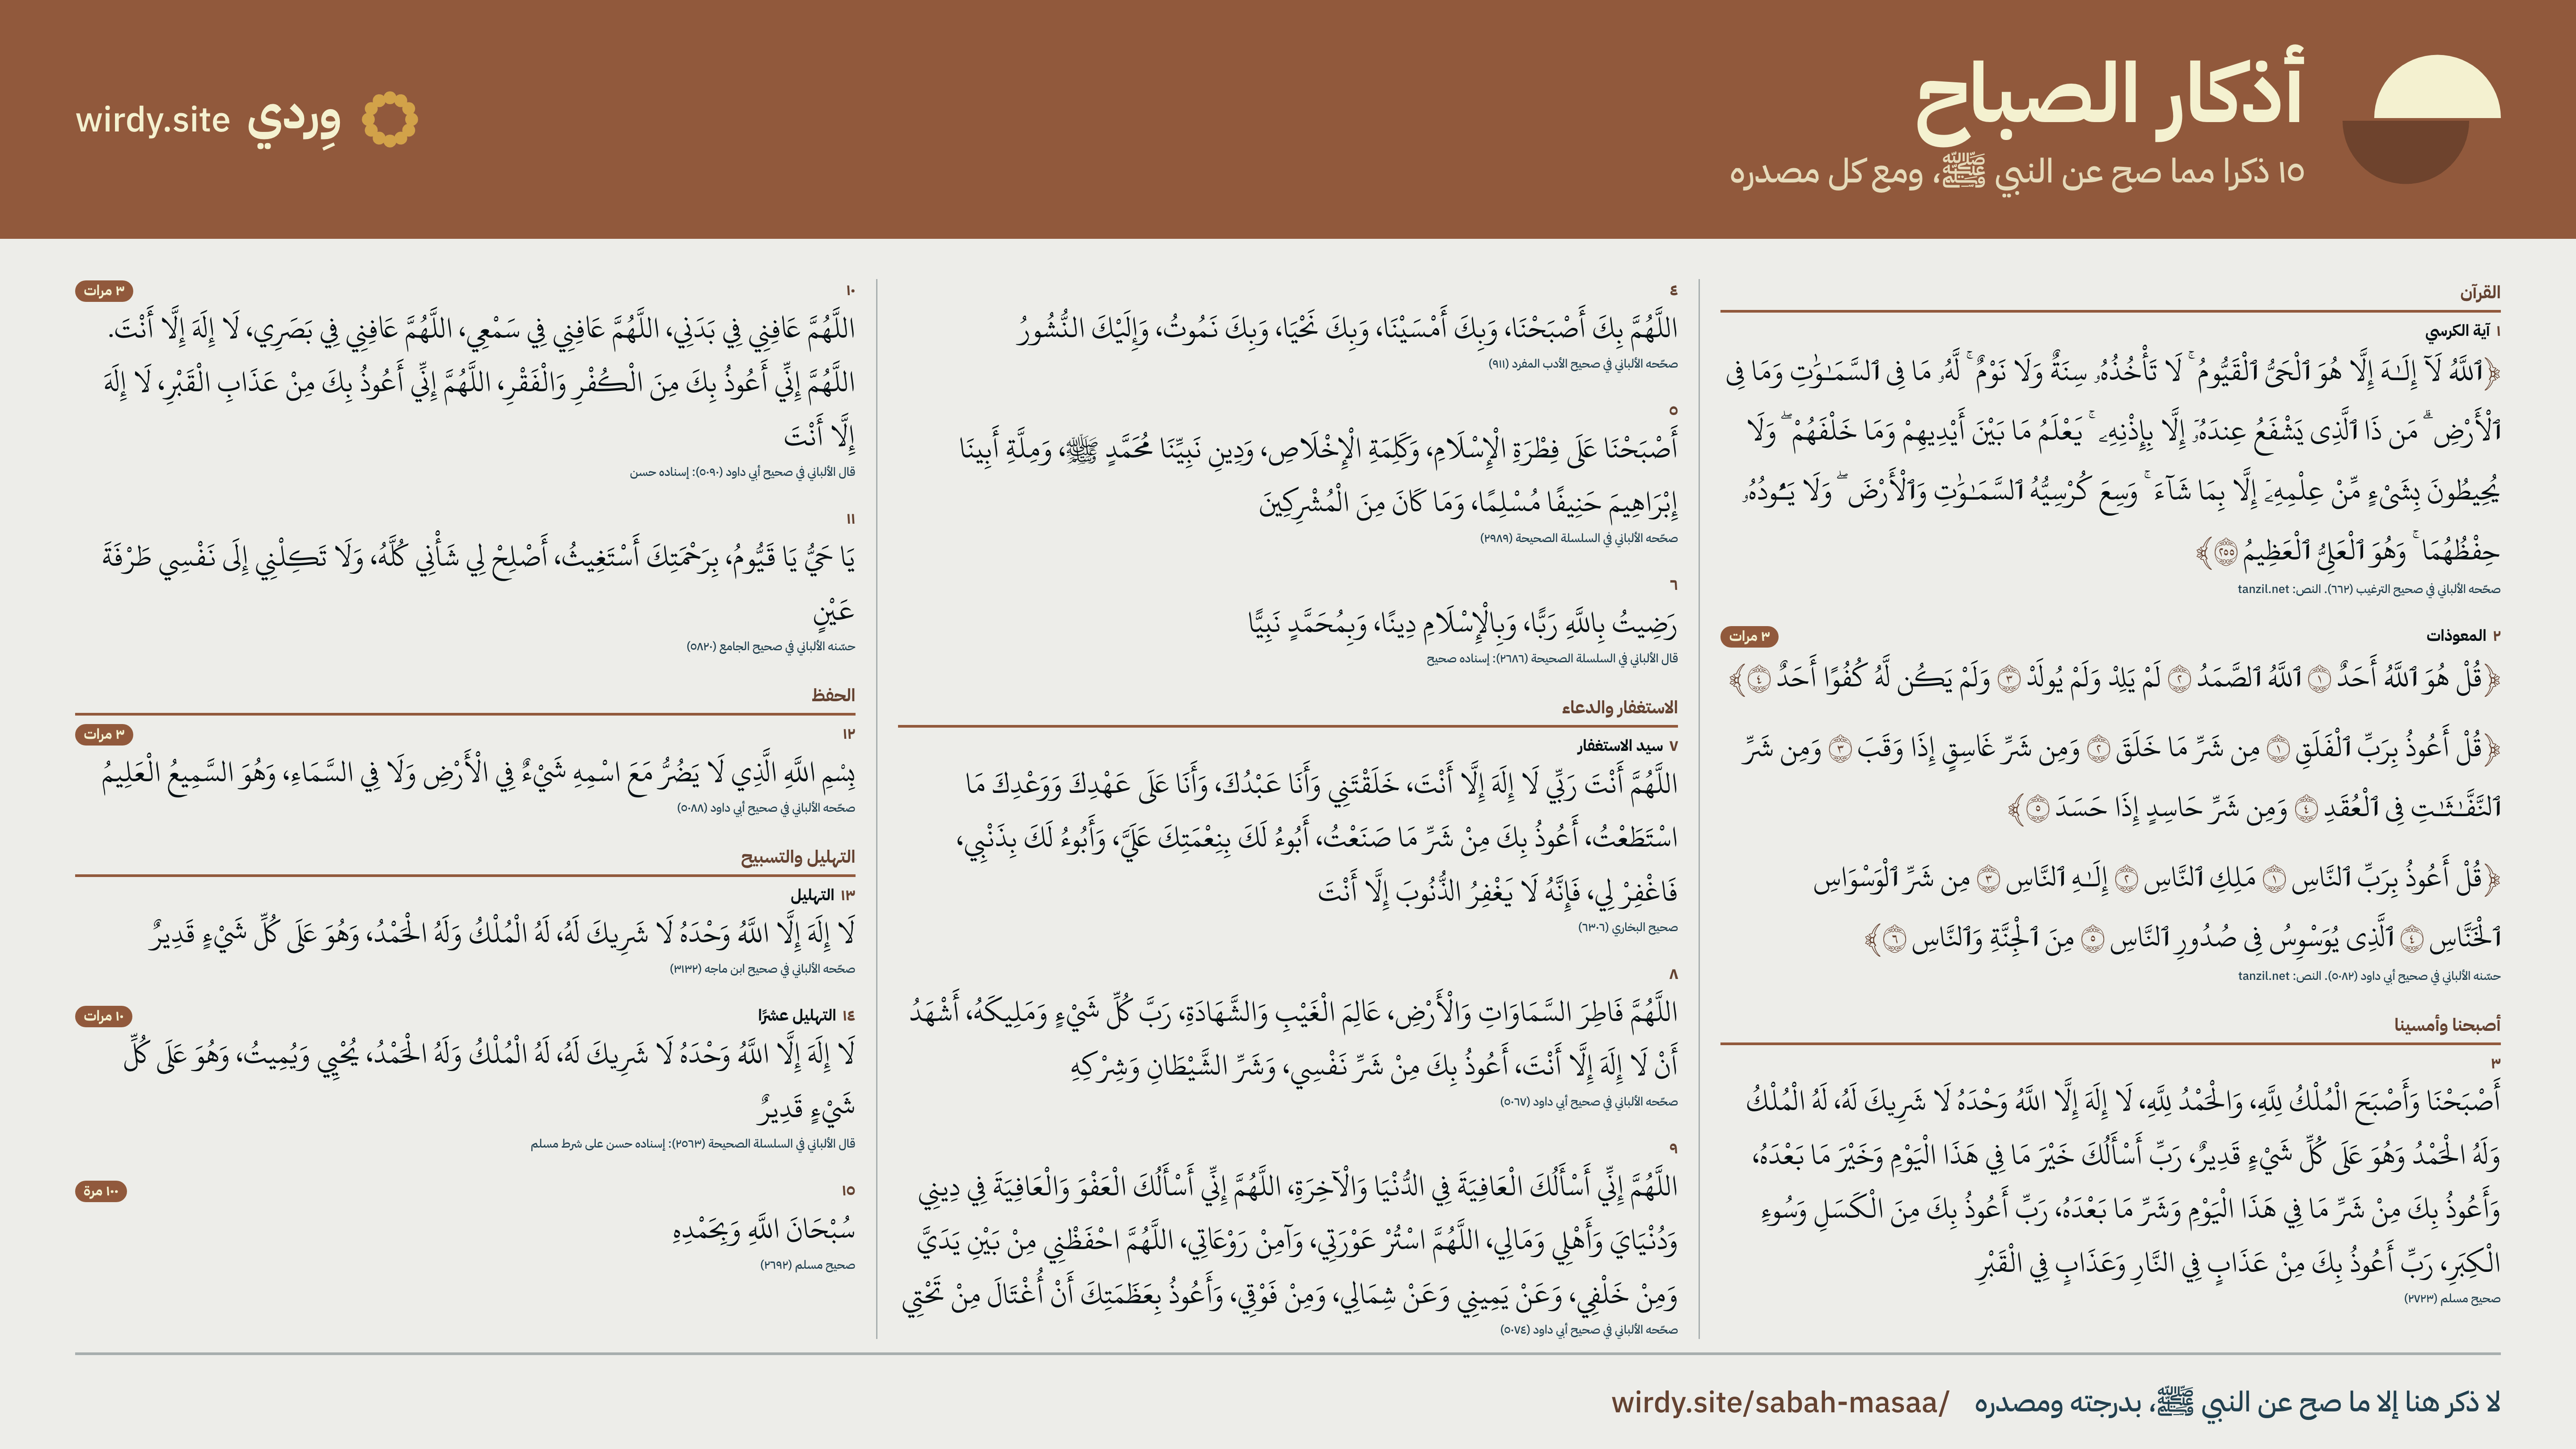 أذكار الصباح
١٥ ذكرا مما صح عن النبي ﷺ، ومع كل مصدره
وِردي wirdy.site
القرآن
١ آية الكرسي
﴿ٱللَّهُ لَآ إِلَـٰهَ إِلَّا هُوَ ٱلْحَىُّ ٱلْقَيُّومُ ۚ لَا تَأْخُذُهُۥ سِنَةٌ وَلَا نَوْمٌ ۚ لَّهُۥ مَا فِى ٱلسَّمَـٰوَٰتِ وَمَا فِى
ٱلْأَرْضِ ۗ مَن ذَا ٱلَّذِى يَشْفَعُ عِندَهُۥٓ إِلَّا بِإِذْنِهِۦ ۚ يَعْلَمُ مَا بَيْنَ أَيْدِيهِمْ وَمَا خَلْفَهُمْ ۖ وَلَا
يُحِيطُونَ بِشَىْءٍ مِّنْ عِلْمِهِۦٓ إِلَّا بِمَا شَآءَ ۚ وَسِعَ كُرْسِيُّهُ ٱلسَّمَـٰوَٰتِ وَٱلْأَرْضَ ۖ وَلَا يَـُٔودُهُۥ
حِفْظُهُمَا ۚ وَهُوَ ٱلْعَلِىُّ ٱلْعَظِيمُ ٢٥٥﴾
صحّحه الألباني في صحيح الترغيب (٦٦٢). النص: tanzil.net
٢ المعوذات
٣ مرات
﴿قُلْ هُوَ ٱللَّهُ أَحَدٌ ١ ٱللَّهُ ٱلصَّمَدُ ٢ لَمْ يَلِدْ وَلَمْ يُولَدْ ٣ وَلَمْ يَكُن لَّهُ كُفُوًا أَحَدٌ ٤﴾
﴿قُلْ أَعُوذُ بِرَبِّ ٱلْفَلَقِ ١ مِن شَرِّ مَا خَلَقَ ٢ وَمِن شَرِّ غَاسِقٍ إِذَا وَقَبَ ٣ وَمِن شَرِّ
ٱلنَّفَّـٰثَـٰتِ فِى ٱلْعُقَدِ ٤ وَمِن شَرِّ حَاسِدٍ إِذَا حَسَدَ ٥﴾
﴿قُلْ أَعُوذُ بِرَبِّ ٱلنَّاسِ ١ مَلِكِ ٱلنَّاسِ ٢ إِلَـٰهِ ٱلنَّاسِ ٣ مِن شَرِّ ٱلْوَسْوَاسِ
ٱلْخَنَّاسِ ٤ ٱلَّذِى يُوَسْوِسُ فِى صُدُورِ ٱلنَّاسِ ٥ مِنَ ٱلْجِنَّةِ وَٱلنَّاسِ ٦﴾
حسّنه الألباني في صحيح أبي داود (٥٠٨٢). النص: tanzil.net
أصبحنا وأمسينا
٣
أَصْبَحْنَا وَأَصْبَحَ الْمُلْكُ لِلَّهِ، وَالْحَمْدُ لِلَّهِ، لَا إِلَهَ إِلَّا اللَّهُ وَحْدَهُ لَا شَرِيكَ لَهُ، لَهُ الْمُلْكُ
وَلَهُ الْحَمْدُ وَهُوَ عَلَى كُلِّ شَيْءٍ قَدِيرٌ، رَبِّ أَسْأَلُكَ خَيْرَ مَا فِي هَذَا الْيَوْمِ وَخَيْرَ مَا بَعْدَهُ،
وَأَعُوذُ بِكَ مِنْ شَرِّ مَا فِي هَذَا الْيَوْمِ وَشَرِّ مَا بَعْدَهُ، رَبِّ أَعُوذُ بِكَ مِنَ الْكَسَلِ وَسُوءِ
الْكِبَرِ، رَبِّ أَعُوذُ بِكَ مِنْ عَذَابٍ فِي النَّارِ وَعَذَابٍ فِي الْقَبْرِ
صحيح مسلم (٢٧٢٣)
٤
اللَّهُمَّ بِكَ أَصْبَحْنَا، وَبِكَ أَمْسَيْنَا، وَبِكَ نَحْيَا، وَبِكَ نَمُوتُ، وَإِلَيْكَ النُّشُورُ
صحّحه الألباني في صحيح الأدب المفرد (٩١١)
٥
أَصْبَحْنَا عَلَى فِطْرَةِ الْإِسْلَامِ، وَكَلِمَةِ الْإِخْلَاصِ، وَدِينِ نَبِيِّنَا مُحَمَّدٍ ﷺ، وَمِلَّةِ أَبِينَا
إِبْرَاهِيمَ حَنِيفًا مُسْلِمًا، وَمَا كَانَ مِنَ الْمُشْرِكِينَ
صحّحه الألباني في السلسلة الصحيحة (٢٩٨٩)
٦
رَضِيتُ بِاللَّهِ رَبًّا، وَبِالْإِسْلَامِ دِينًا، وَبِمُحَمَّدٍ نَبِيًّا
قال الألباني في السلسلة الصحيحة (٢٦٨٦): إسناده صحيح
الاستغفار والدعاء
٧ سيد الاستغفار
اللَّهُمَّ أَنْتَ رَبِّي لَا إِلَهَ إِلَّا أَنْتَ، خَلَقْتَنِي وَأَنَا عَبْدُكَ، وَأَنَا عَلَى عَهْدِكَ وَوَعْدِكَ مَا
اسْتَطَعْتُ، أَعُوذُ بِكَ مِنْ شَرِّ مَا صَنَعْتُ، أَبُوءُ لَكَ بِنِعْمَتِكَ عَلَيَّ، وَأَبُوءُ لَكَ بِذَنْبِي،
فَاغْفِرْ لِي، فَإِنَّهُ لَا يَغْفِرُ الذُّنُوبَ إِلَّا أَنْتَ
صحيح البخاري (٦٣٠٦)
٨
اللَّهُمَّ فَاطِرَ السَّمَاوَاتِ وَالْأَرْضِ، عَالِمَ الْغَيْبِ وَالشَّهَادَةِ، رَبَّ كُلِّ شَيْءٍ وَمَلِيكَهُ، أَشْهَدُ
أَنْ لَا إِلَهَ إِلَّا أَنْتَ، أَعُوذُ بِكَ مِنْ شَرِّ نَفْسِي، وَشَرِّ الشَّيْطَانِ وَشِرْكِهِ
صحّحه الألباني في صحيح أبي داود (٥٠٦٧)
٩
اللَّهُمَّ إِنِّي أَسْأَلُكَ الْعَافِيَةَ فِي الدُّنْيَا وَالْآخِرَةِ، اللَّهُمَّ إِنِّي أَسْأَلُكَ الْعَفْوَ وَالْعَافِيَةَ فِي دِينِي
وَدُنْيَايَ وَأَهْلِي وَمَالِي، اللَّهُمَّ اسْتُرْ عَوْرَتِي، وَآمِنْ رَوْعَاتِي، اللَّهُمَّ احْفَظْنِي مِنْ بَيْنِ يَدَيَّ
وَمِنْ خَلْفِي، وَعَنْ يَمِينِي وَعَنْ شِمَالِي، وَمِنْ فَوْقِي، وَأَعُوذُ بِعَظَمَتِكَ أَنْ أُغْتَالَ مِنْ تَحْتِي
صحّحه الألباني في صحيح أبي داود (٥٠٧٤)
١٠
٣ مرات
اللَّهُمَّ عَافِنِي فِي بَدَنِي، اللَّهُمَّ عَافِنِي فِي سَمْعِي، اللَّهُمَّ عَافِنِي فِي بَصَرِي، لَا إِلَهَ إِلَّا أَنْتَ.
اللَّهُمَّ إِنِّي أَعُوذُ بِكَ مِنَ الْكُفْرِ وَالْفَقْرِ، اللَّهُمَّ إِنِّي أَعُوذُ بِكَ مِنْ عَذَابِ الْقَبْرِ، لَا إِلَهَ
إِلَّا أَنْتَ
قال الألباني في صحيح أبي داود (٥٠٩٠): إسناده حسن
١١
يَا حَيُّ يَا قَيُّومُ، بِرَحْمَتِكَ أَسْتَغِيثُ، أَصْلِحْ لِي شَأْنِي كُلَّهُ، وَلَا تَكِلْنِي إِلَى نَفْسِي طَرْفَةَ
عَيْنٍ
حسّنه الألباني في صحيح الجامع (٥٨٢٠)
الحفظ
١٢
٣ مرات
بِسْمِ اللَّهِ الَّذِي لَا يَضُرُّ مَعَ اسْمِهِ شَيْءٌ فِي الْأَرْضِ وَلَا فِي السَّمَاءِ، وَهُوَ السَّمِيعُ الْعَلِيمُ
صحّحه الألباني في صحيح أبي داود (٥٠٨٨)
التهليل والتسبيح
١٣ التهليل
لَا إِلَهَ إِلَّا اللَّهُ وَحْدَهُ لَا شَرِيكَ لَهُ، لَهُ الْمُلْكُ وَلَهُ الْحَمْدُ، وَهُوَ عَلَى كُلِّ شَيْءٍ قَدِيرٌ
صحّحه الألباني في صحيح ابن ماجه (٣١٣٢)
١٤ التهليل عشرًا
١٠ مرات
لَا إِلَهَ إِلَّا اللَّهُ وَحْدَهُ لَا شَرِيكَ لَهُ، لَهُ الْمُلْكُ وَلَهُ الْحَمْدُ، يُحْيِي وَيُمِيتُ، وَهُوَ عَلَى كُلِّ
شَيْءٍ قَدِيرٌ
قال الألباني في السلسلة الصحيحة (٢٥٦٣): إسناده حسن على شرط مسلم
١٥
١٠٠ مرة
سُبْحَانَ اللَّهِ وَبِحَمْدِهِ
صحيح مسلم (٢٦٩٢)
لا ذكر هنا إلا ما صح عن النبي ﷺ، بدرجته ومصدره wirdy.site/sabah-masaa/